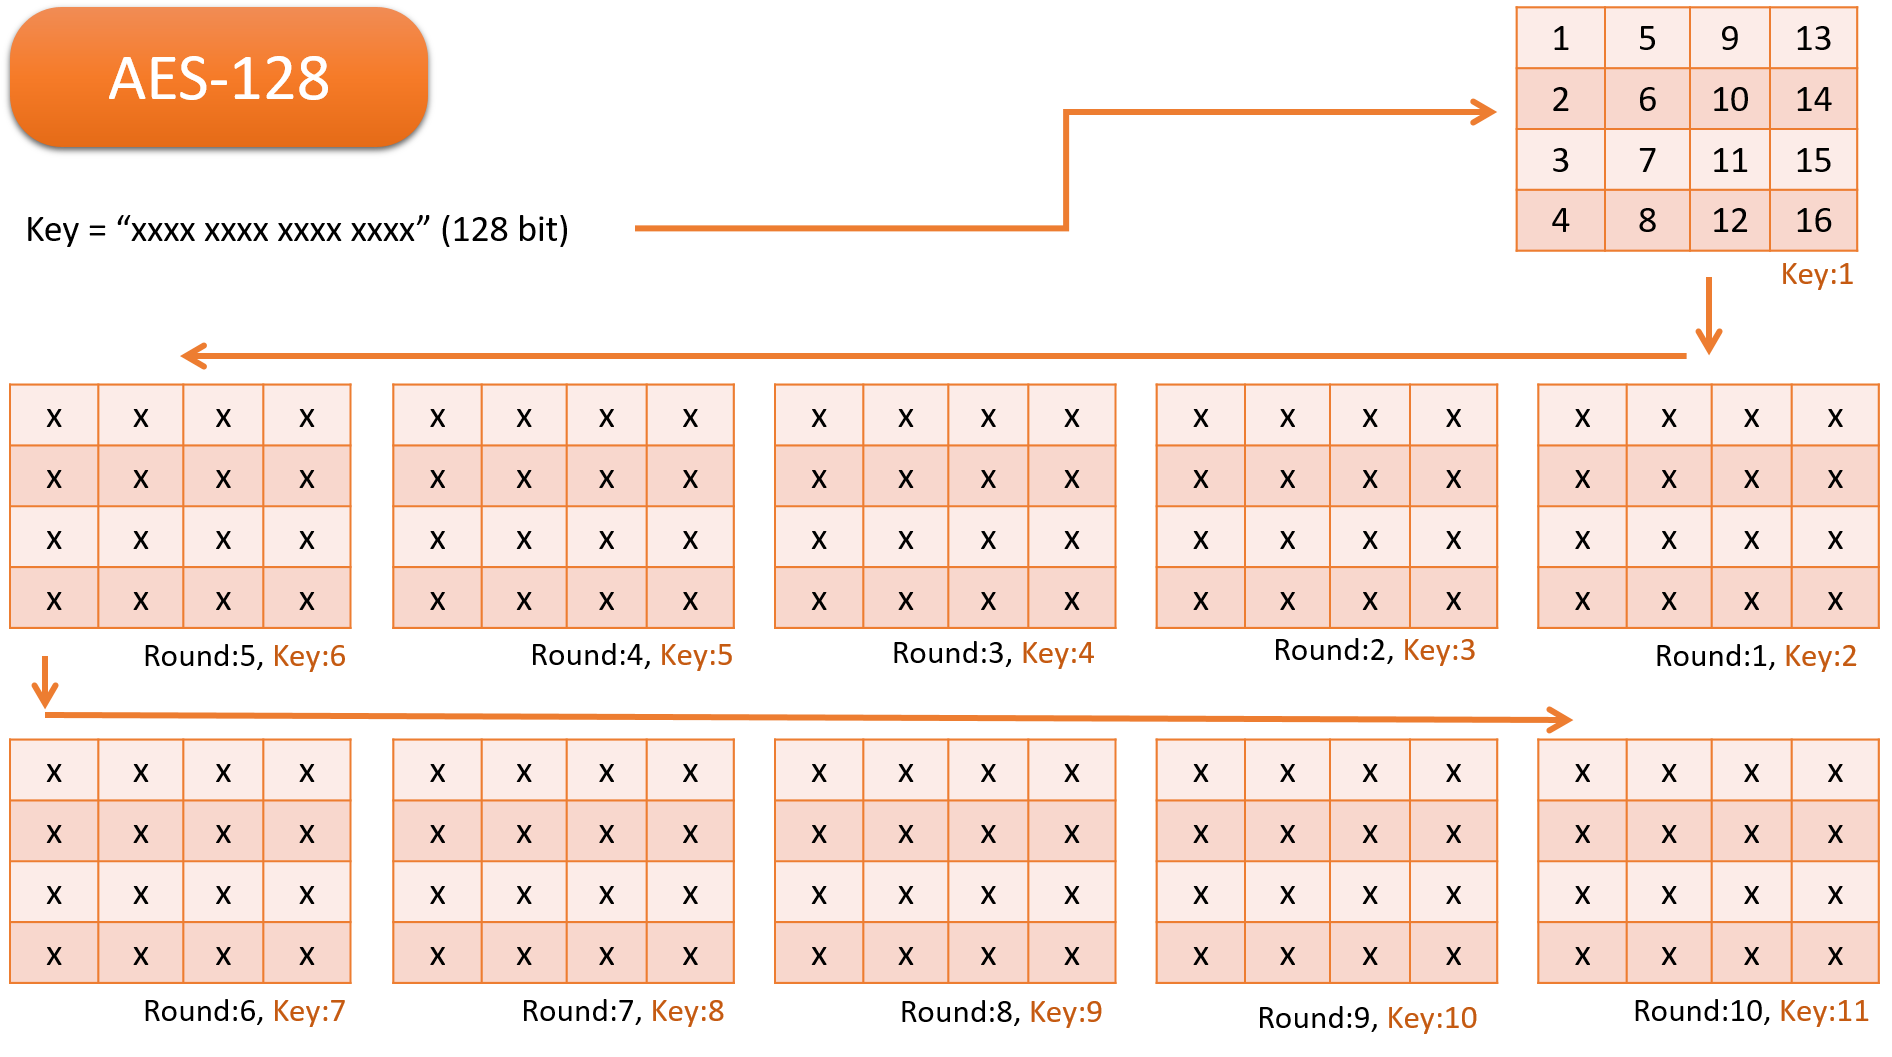 AES-128
1 5 9 13
2 6 10 14
3 7 11 15
4 8 12 16
Key:1
Key = “xxxx xxxx xxxx xxxx” (128 bit)
x x x x x x x x x x x x x x x x x x x x
x x x x x x x x x x x x x x x x x x x x
x x x x x x x x x x x x x x x x x x x x
x x x x x x x x x x x x x x x x x x x x
Round:5, Key:6 Round:4, Key:5 Round:3, Key:4 Round:2, Key:3 Round:1, Key:2
x x x x x x x x x x x x x x x x x x x x
x x x x x x x x x x x x x x x x x x x x
x x x x x x x x x x x x x x x x x x x x
x x x x x x x x x x x x x x x x x x x x
Round:6, Key:7 Round:7, Key:8 Round:8, Key:9 Round:9, Key:10 Round:10, Key:11